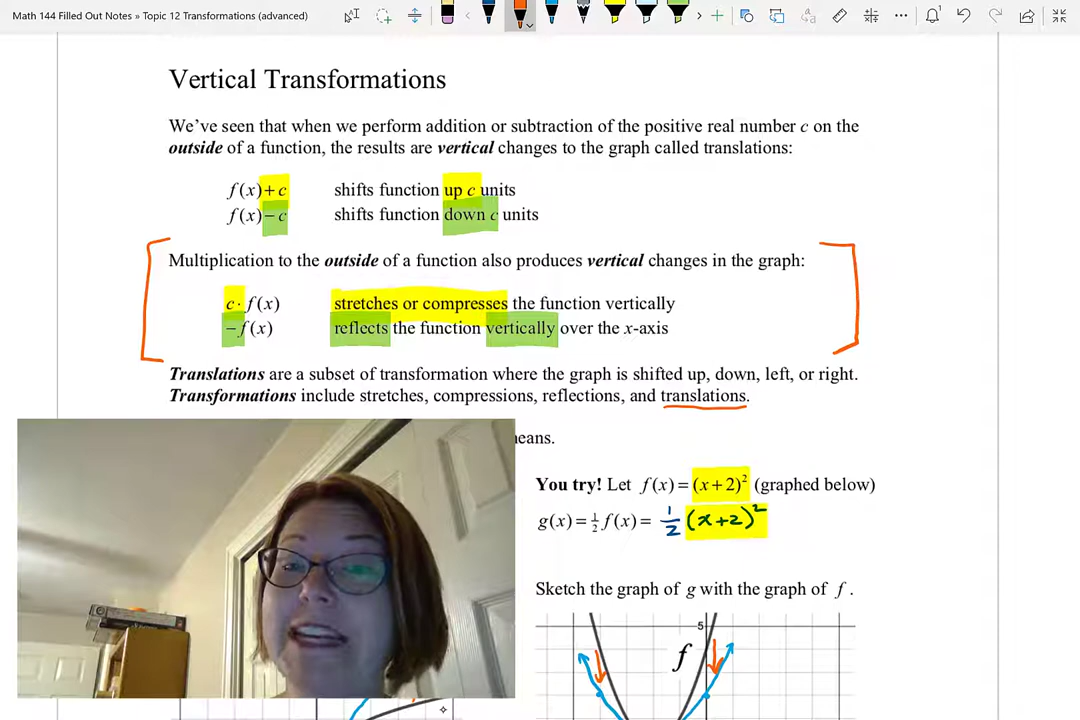 Math 144 Filled Out Notes » Topic 12 Transformations (advanced)
Vertical Transformations
We've seen that when we perform addition or subtraction of the positive real number c on the
outside of a function, the results are vertical changes to the graph called translations:
f(x)+c shifts function up c units
f(x)−c shifts function down c units
Multiplication to the outside of a function also produces vertical changes in the graph:
c· f(x) stretches or compresses the function vertically
−f(x) reflects the function vertically over the x-axis
Translations are a subset of transformation where the graph is shifted up, down, left, or right.
Transformations include stretches, compressions, reflections, and translations.
means.
You try! Let f(x)=(x+2)² (graphed below)
g(x)=½f(x)= ½(x+2)²
Sketch the graph of g with the graph of f.
5
f